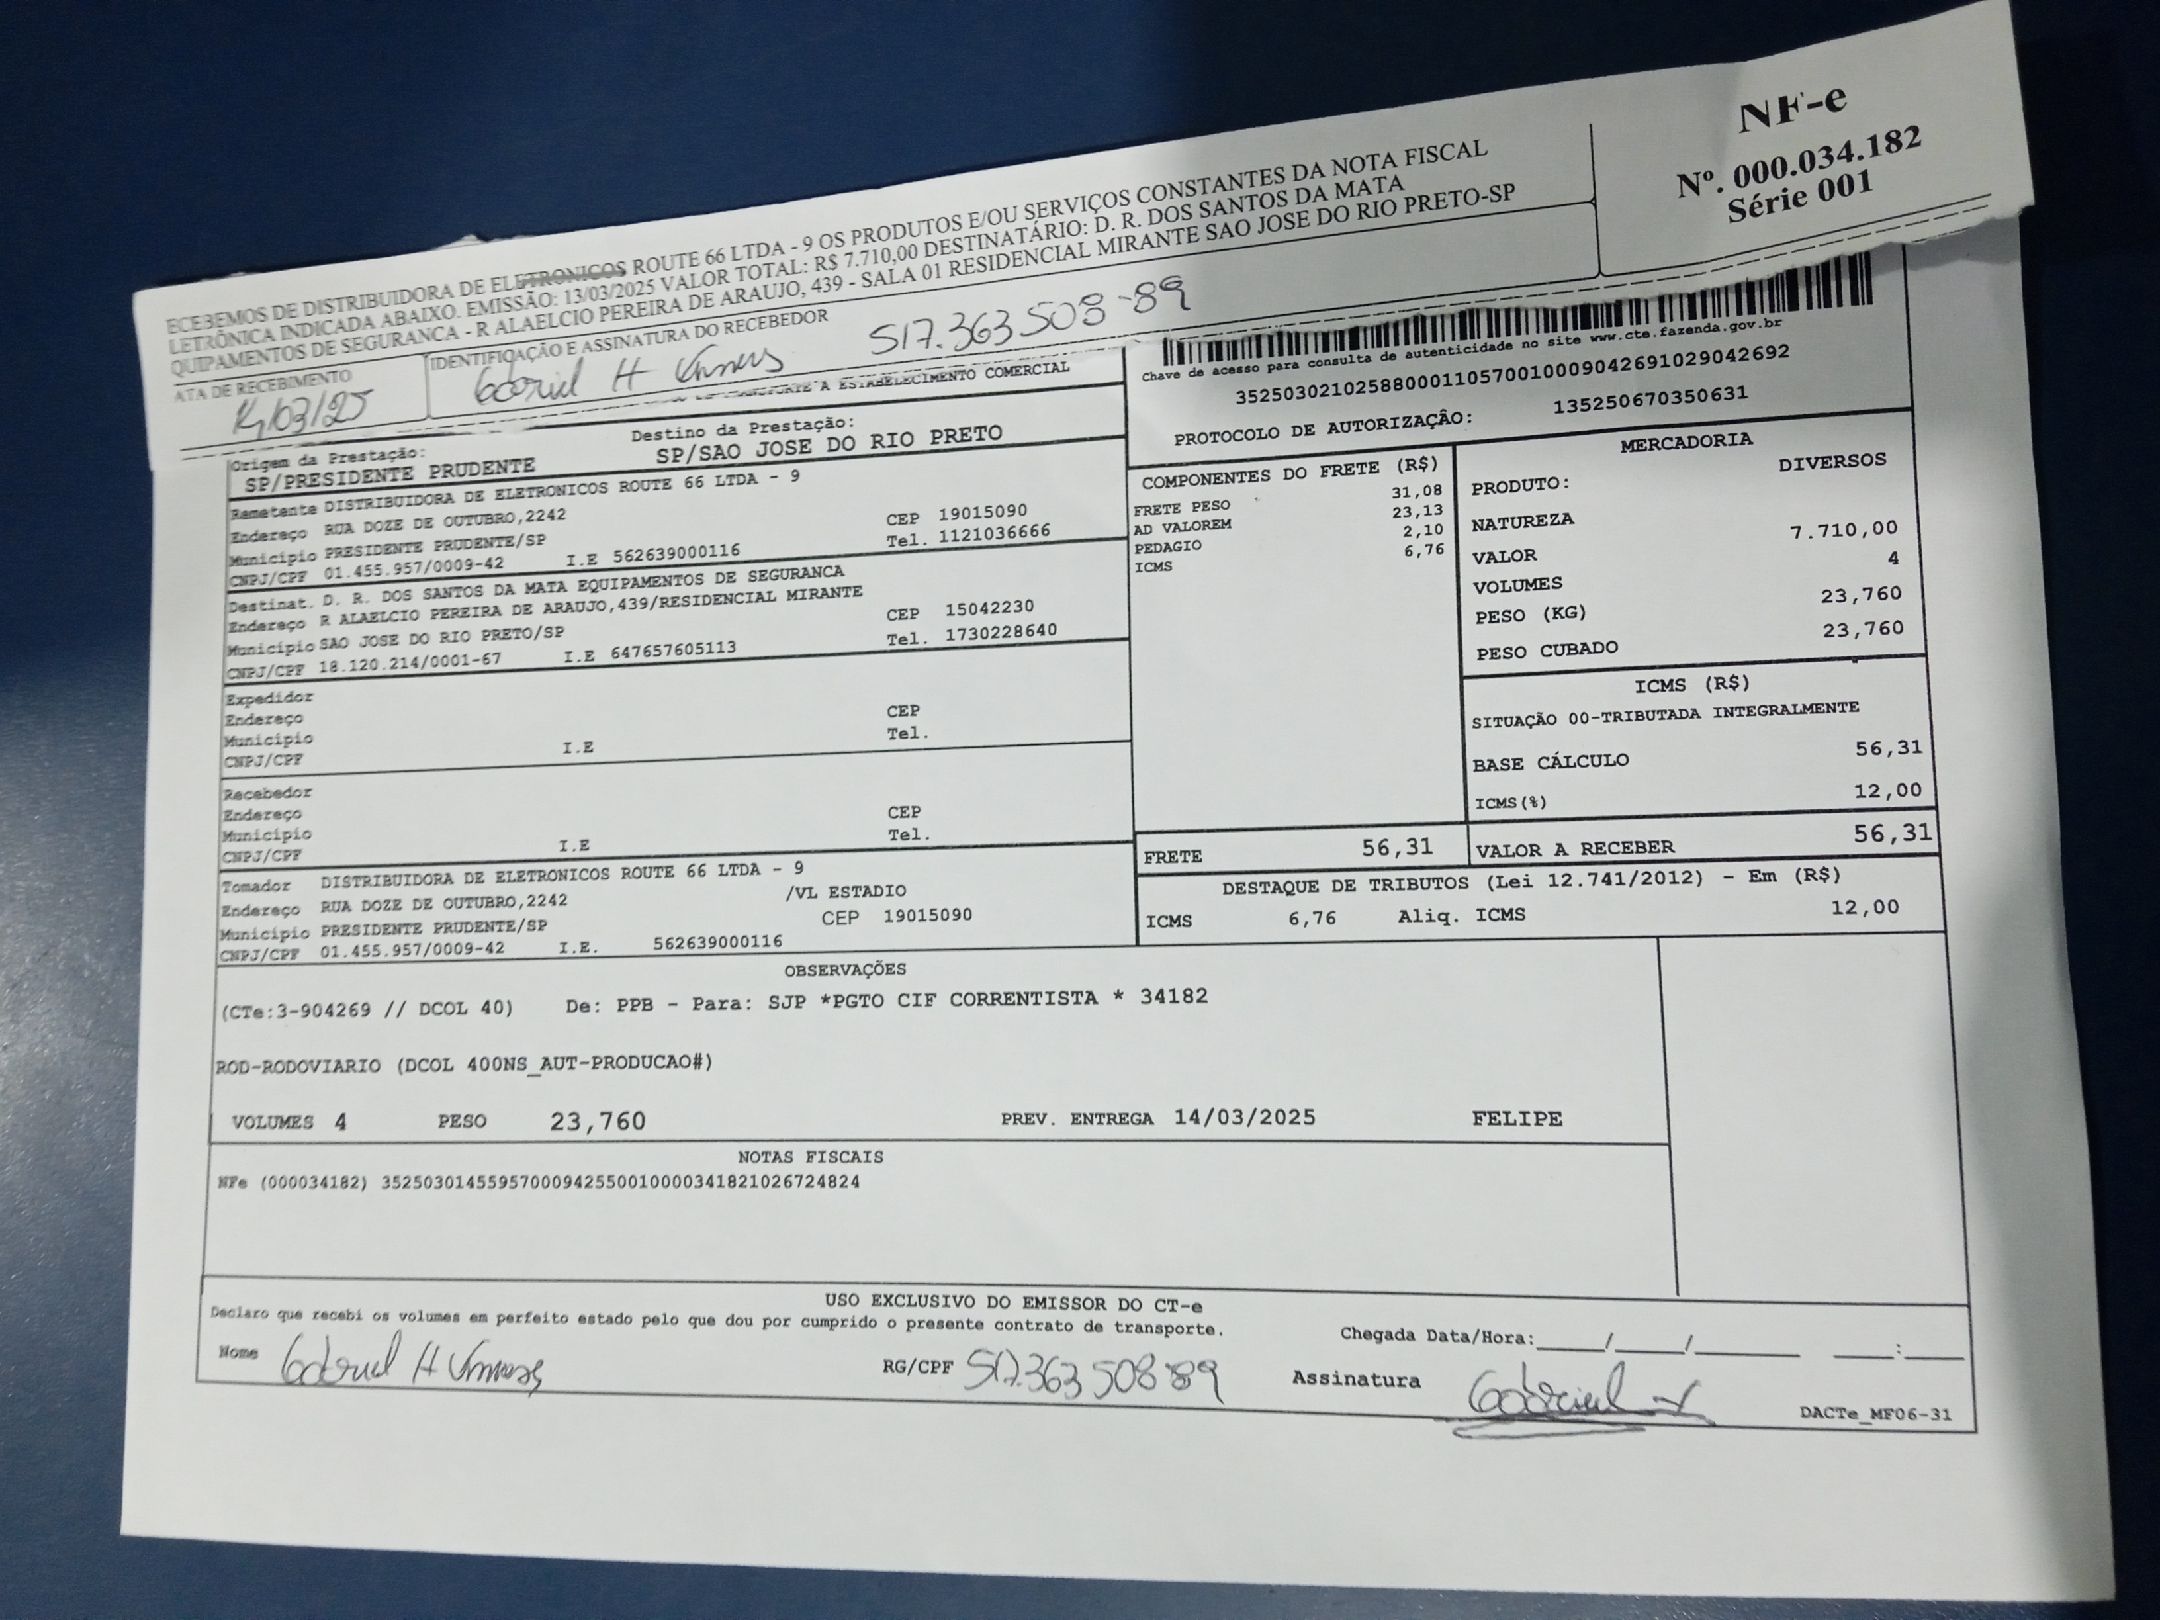 NF-e
Nº. 000.034.182
Série 001
ECEBEMOS DE DISTRIBUIDORA DE ELETRONICOS ROUTE 66 LTDA - 9 OS PRODUTOS E/OU SERVIÇOS CONSTANTES DA NOTA FISCAL
LETRÔNICA INDICADA ABAIXO. EMISSÃO: 13/03/2025 VALOR TOTAL: R$ 7.710,00 DESTINATÁRIO: D. R. DOS SANTOS DA MATA
QUIPAMENTOS DE SEGURANCA - R ALAELCIO PEREIRA DE ARAUJO, 439 - SALA 01 RESIDENCIAL MIRANTE SAO JOSE DO RIO PRETO-SP
ATA DE RECEBIMENTO
IDENTIFICAÇÃO E ASSINATURA DO RECEBEDOR
517.363508-89
14/03/25
Gabriel H
A ESTABELECIMENTO COMERCIAL
Chave de acesso para consulta de autenticidade no site www.cte.fazenda.gov.br
35250302102588000110570010009042691029042692
PROTOCOLO DE AUTORIZAÇÃO: 135250670350631
Origem da Prestação:
SP/PRESIDENTE PRUDENTE
Destino da Prestação:
SP/SAO JOSE DO RIO PRETO
Remetente DISTRIBUIDORA DE ELETRONICOS ROUTE 66 LTDA - 9
Endereço RUA DOZE DE OUTUBRO,2242 CEP 19015090
Município PRESIDENTE PRUDENTE/SP Tel. 1121036666
CNPJ/CPF 01.455.957/0009-42 I.E 562639000116
Destinat. D. R. DOS SANTOS DA MATA EQUIPAMENTOS DE SEGURANCA
Endereço R ALAELCIO PEREIRA DE ARAUJO,439/RESIDENCIAL MIRANTE CEP 15042230
Município SAO JOSE DO RIO PRETO/SP Tel. 1730228640
CNPJ/CPF 18.120.214/0001-67 I.E 647657605113
Expedidor
Endereço CEP
Município Tel.
CNPJ/CPF I.E
Recebedor
Endereço CEP
Município Tel.
CNPJ/CPF I.E
Tomador DISTRIBUIDORA DE ELETRONICOS ROUTE 66 LTDA - 9
Endereço RUA DOZE DE OUTUBRO,2242 /VL ESTADIO
Município PRESIDENTE PRUDENTE/SP CEP 19015090
CNPJ/CPF 01.455.957/0009-42 I.E. 562639000116
COMPONENTES DO FRETE (R$)
FRETE PESO 31,08
AD VALOREM 23,13
PEDAGIO 2,10
ICMS 6,76
MERCADORIA
PRODUTO: DIVERSOS
NATUREZA
VALOR 7.710,00
VOLUMES 4
PESO (KG) 23,760
PESO CUBADO 23,760
ICMS (R$)
SITUAÇÃO 00-TRIBUTADA INTEGRALMENTE
BASE CÁLCULO 56,31
ICMS(%) 12,00
FRETE 56,31
VALOR A RECEBER 56,31
DESTAQUE DE TRIBUTOS (Lei 12.741/2012) - Em (R$)
ICMS 6,76 Aliq. ICMS 12,00
OBSERVAÇÕES
(CTe:3-904269 // DCOL 40) De: PPB - Para: SJP *PGTO CIF CORRENTISTA * 34182
ROD-RODOVIARIO (DCOL 400NS_AUT-PRODUCAO#)
VOLUMES 4 PESO 23,760 PREV. ENTREGA 14/03/2025 FELIPE
NOTAS FISCAIS
NFe (000034182) 35250301455957000942550010000341821026724824
USO EXCLUSIVO DO EMISSOR DO CT-e
Declaro que recebi os volumes em perfeito estado pelo que dou por cumprido o presente contrato de transporte.
Chegada Data/Hora:____/____/______ ___:___
Nome Gabriel H
RG/CPF 517.363 508 89
Assinatura Gabriel
DACTe_MF06-31